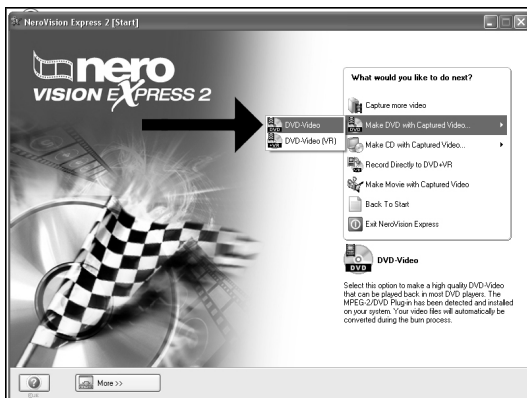 NeroVision Express 2 [Start]
nero
VISION EXPRESS 2
What would you like to do next?
Capture more video
Make DVD with Captured Video...
DVD-Video
DVD-Video (VR)
Make CD with Captured Video...
Record Directly to DVD+VR
Make Movie with Captured Video
Back To Start
Exit NeroVision Express
DVD
DVD-Video
Select this option to make a high quality DVD-Video
that can be played back in most DVD players. The
MPEG-2/DVD Plug-in has been detected and installed
on your system. Your video files will automatically be
converted during the burn process.
More >>